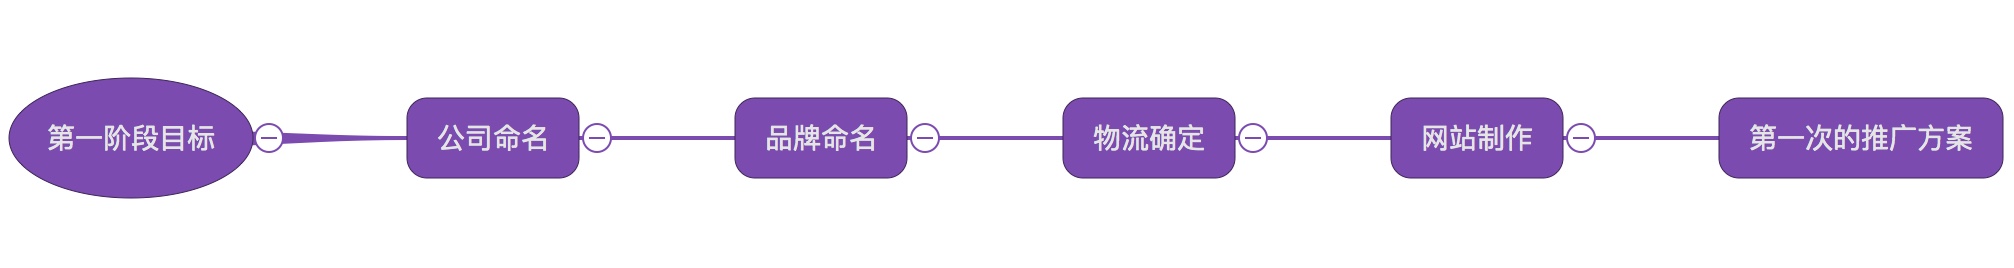 第一阶段目标
公司命名
品牌命名
物流确定
网站制作
第一次的推广方案